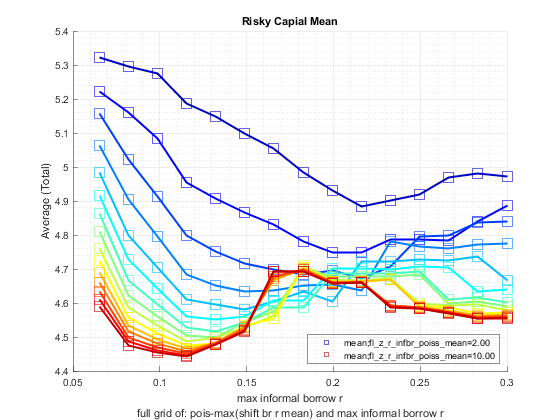 Risky Capial Mean
Average (Total)
5.4
5.3
5.2
5.1
5
4.9
4.8
4.7
4.6
4.5
4.4
0.05
0.1
0.15
0.2
0.25
0.3
mean;fl_z_r_infbr_poiss_mean=2.00
mean;fl_z_r_infbr_poiss_mean=10.00
max informal borrow r
full grid of: pois-max(shift br r mean) and max informal borrow r